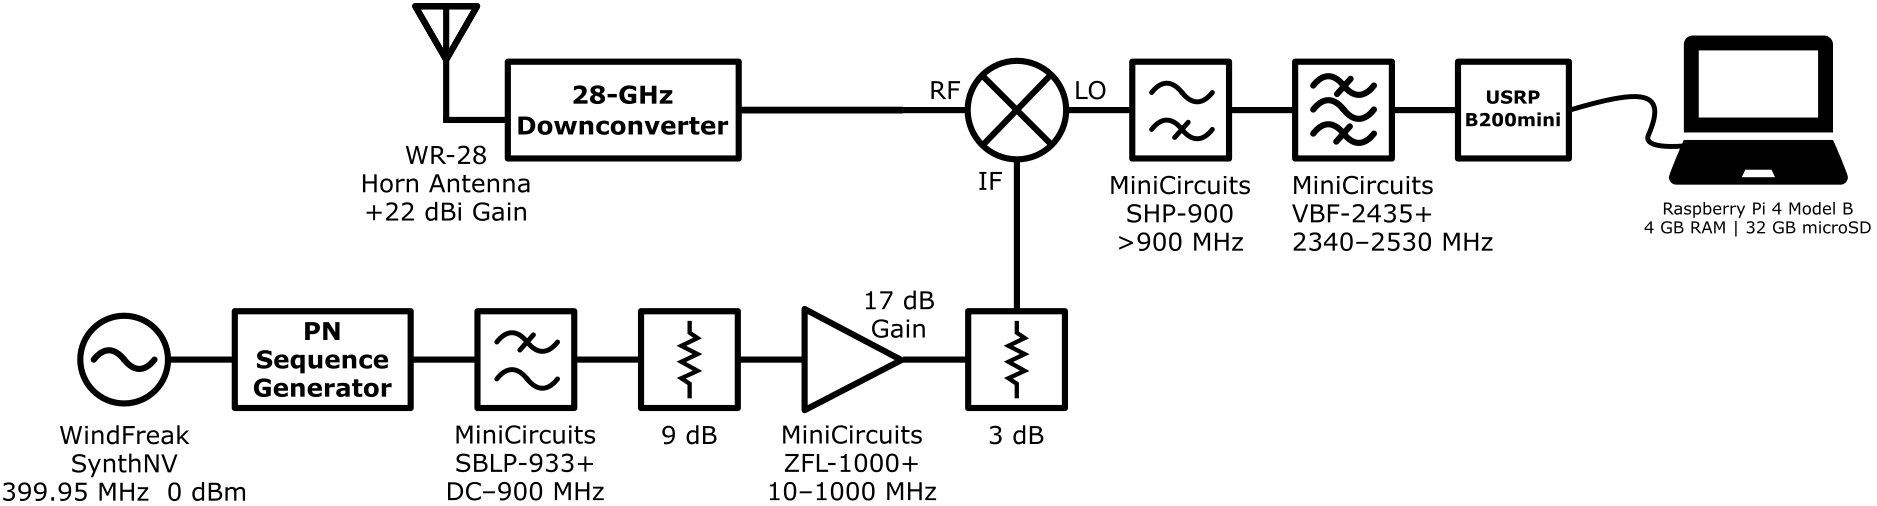 28-GHz
Downconverter
RF
LO
USRP
B200mini
WR-28
Horn Antenna
+22 dBi Gain
IF
MiniCircuits
SHP-900
>900 MHz
MiniCircuits
VBF-2435+
2340–2530 MHz
Raspberry Pi 4 Model B
4 GB RAM | 32 GB microSD
PN
Sequence
Generator
17 dB
Gain
WindFreak
SynthNV
399.95 MHz  0 dBm
MiniCircuits
SBLP-933+
DC–900 MHz
9 dB
MiniCircuits
ZFL-1000+
10–1000 MHz
3 dB